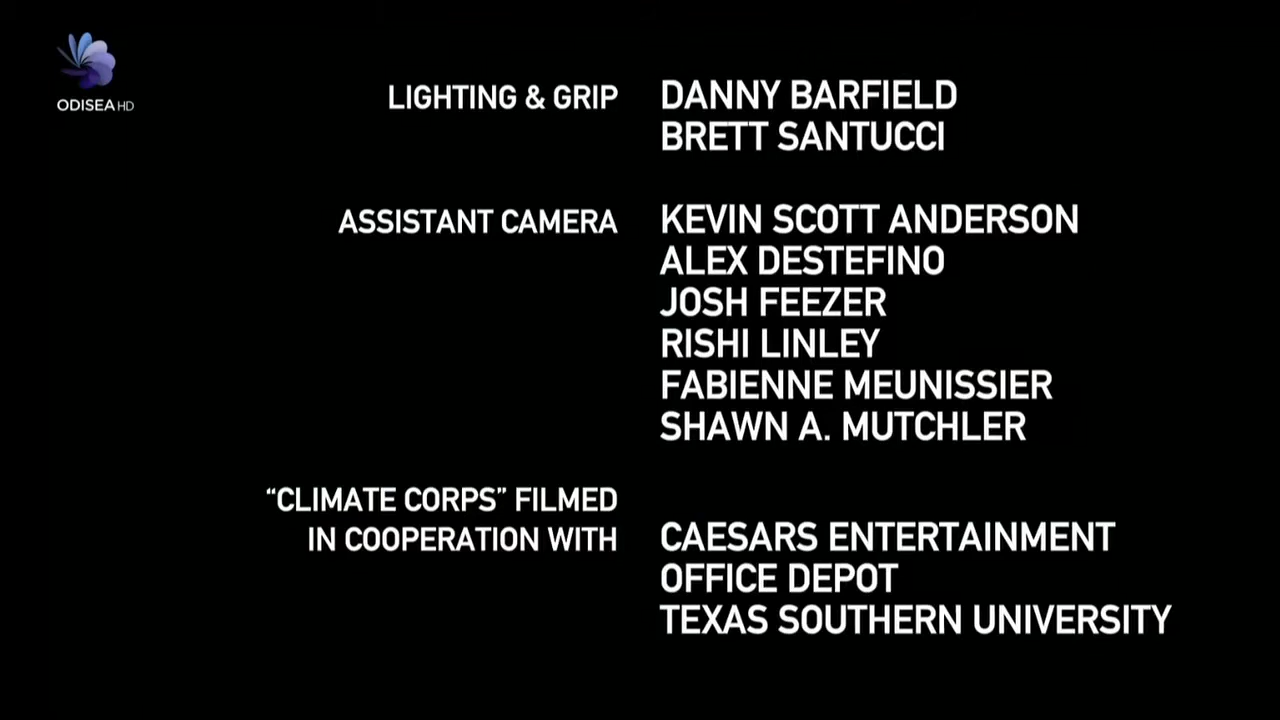 ODISEA HD
LIGHTING & GRIP DANNY BARFIELD
BRETT SANTUCCI
ASSISTANT CAMERA KEVIN SCOTT ANDERSON
ALEX DESTEFINO
JOSH FEEZER
RISHI LINLEY
FABIENNE MEUNISSIER
SHAWN A. MUTCHLER
“CLIMATE CORPS” FILMED
IN COOPERATION WITH CAESARS ENTERTAINMENT
OFFICE DEPOT
TEXAS SOUTHERN UNIVERSITY